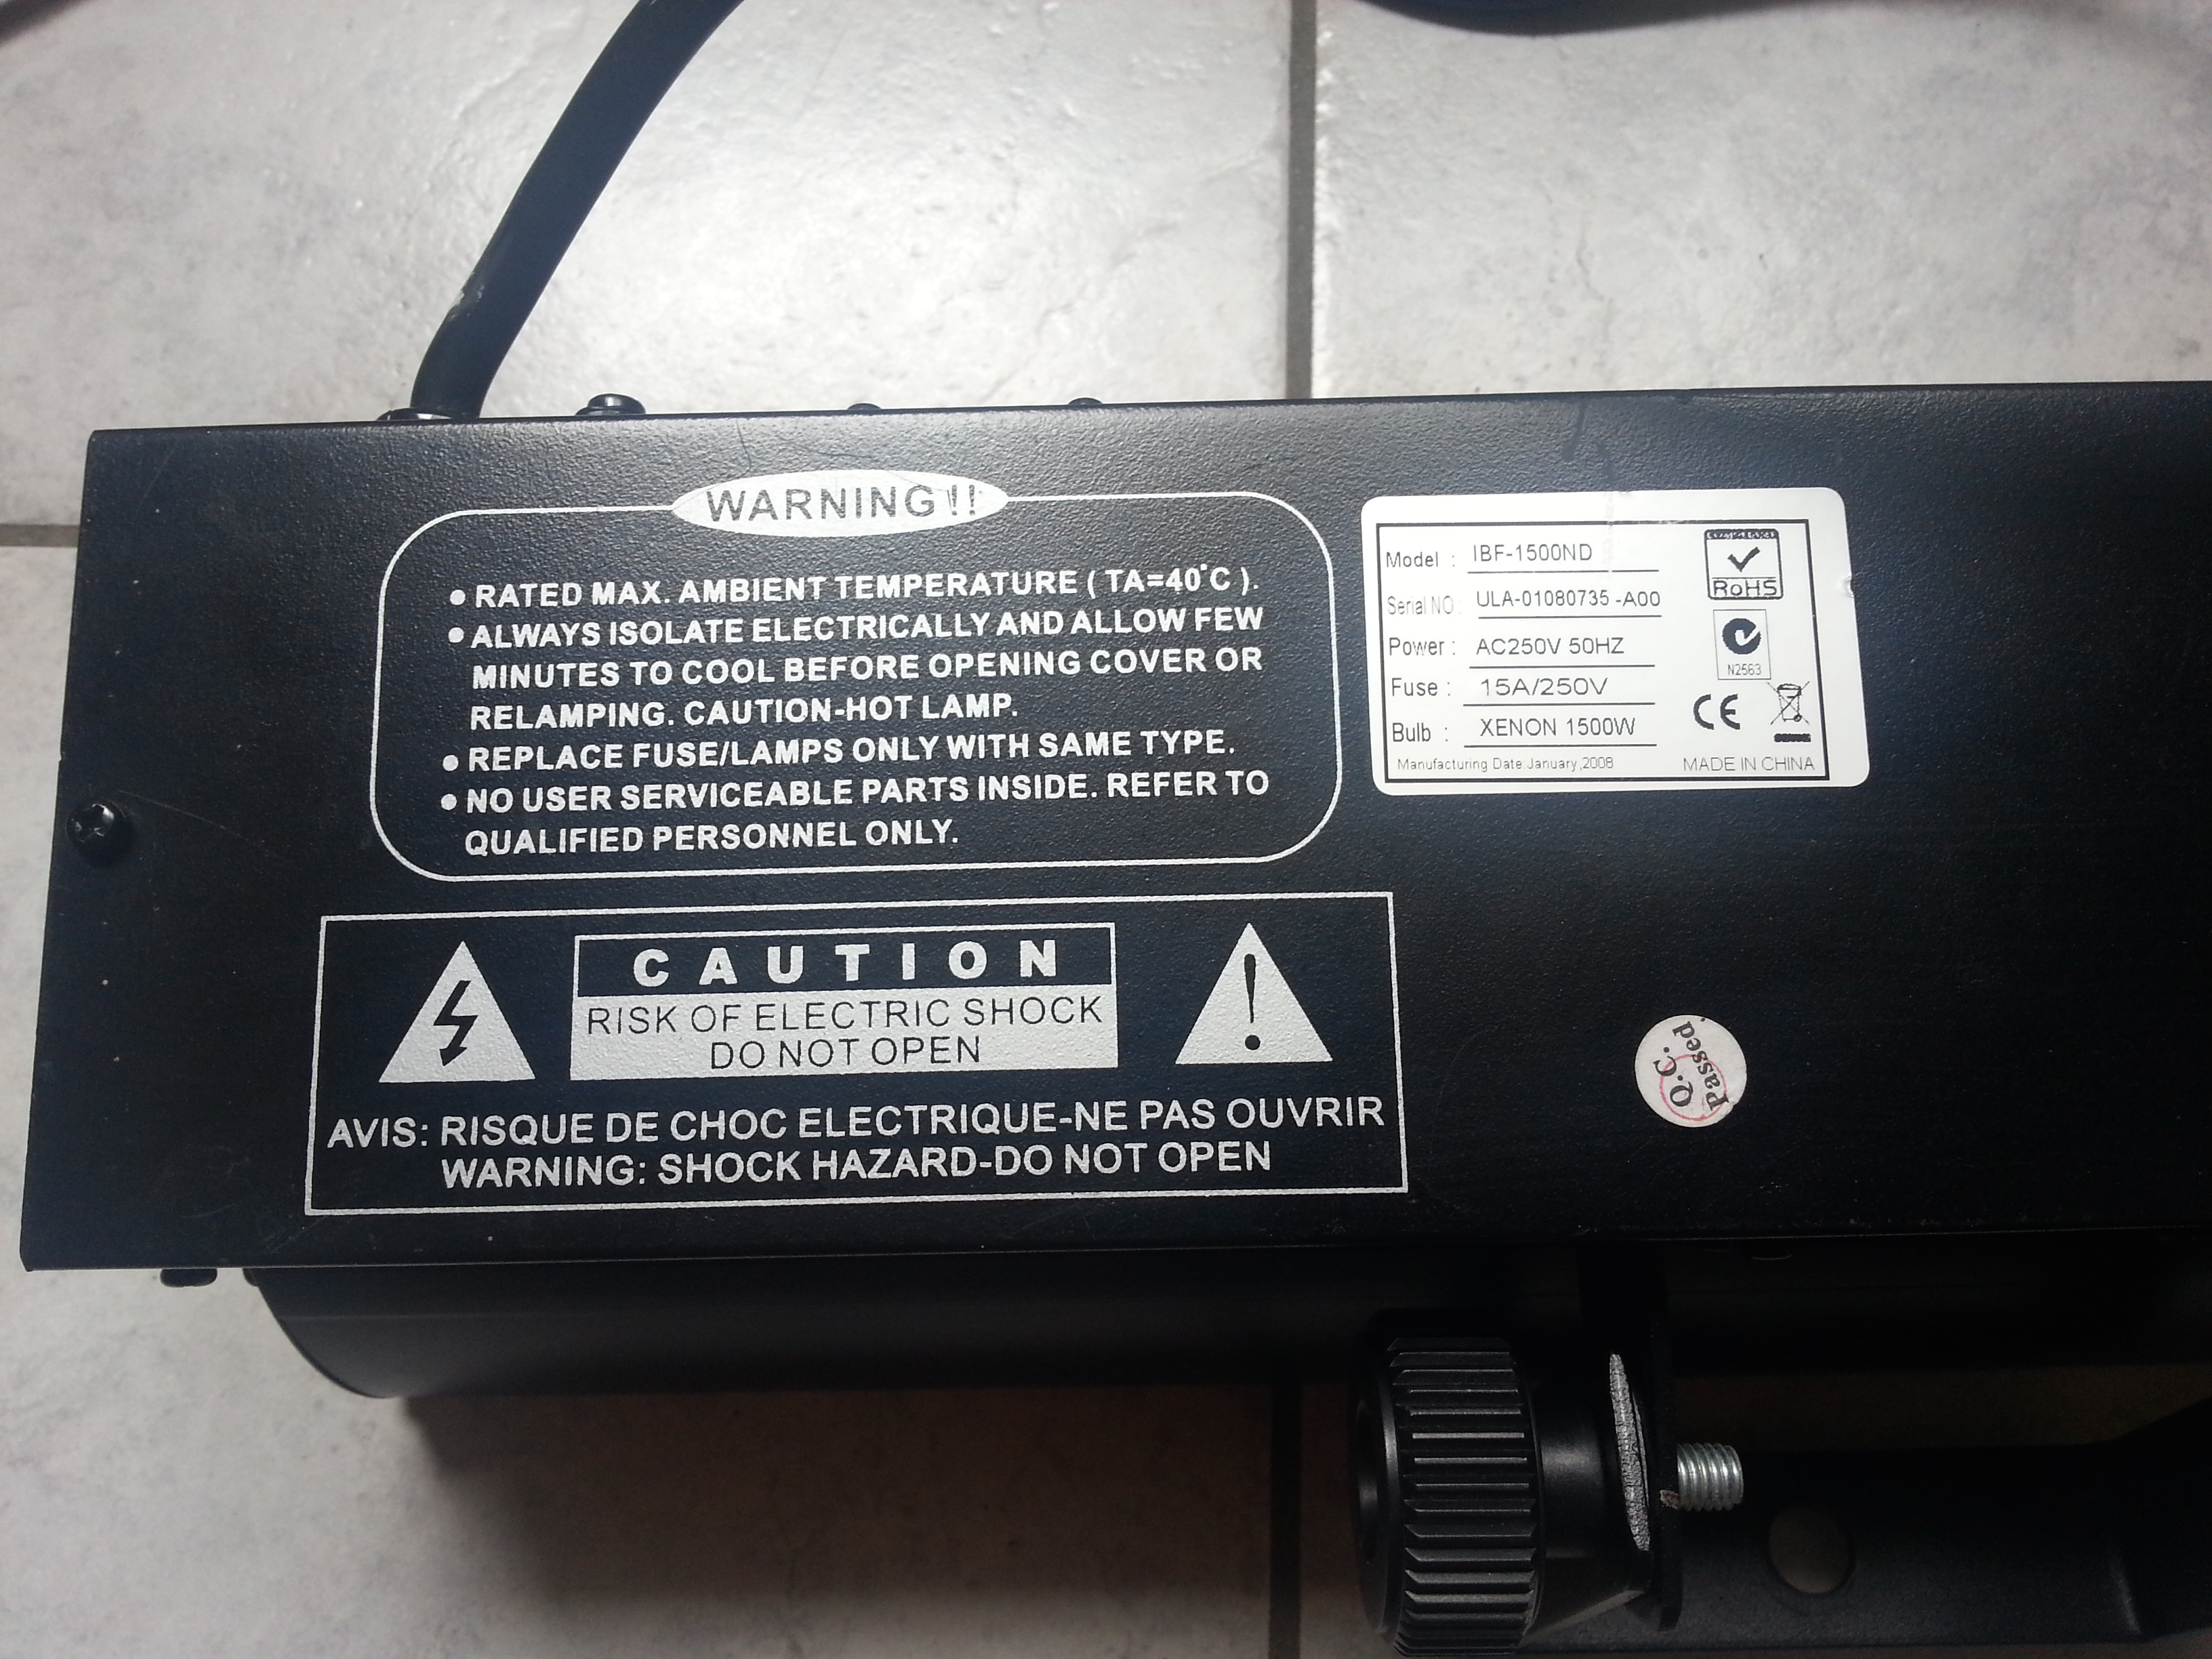 WARNING!!
• RATED MAX. AMBIENT TEMPERATURE ( TA=40°C ).
• ALWAYS ISOLATE ELECTRICALLY AND ALLOW FEW
MINUTES TO COOL BEFORE OPENING COVER OR
RELAMPING. CAUTION-HOT LAMP.
• REPLACE FUSE/LAMPS ONLY WITH SAME TYPE.
• NO USER SERVICEABLE PARTS INSIDE. REFER TO
QUALIFIED PERSONNEL ONLY.
Model : IBF-1500ND
Serial NO: ULA-01080735 -A00
Power : AC250V 50HZ
Fuse : 15A/250V
Bulb : XENON 1500W
Manufacturing Date:January,2008
RoHS
N2563
CE
MADE IN CHINA
CAUTION
RISK OF ELECTRIC SHOCK
DO NOT OPEN
AVIS: RISQUE DE CHOC ELECTRIQUE-NE PAS OUVRIR
WARNING: SHOCK HAZARD-DO NOT OPEN
Q.C.
Passed